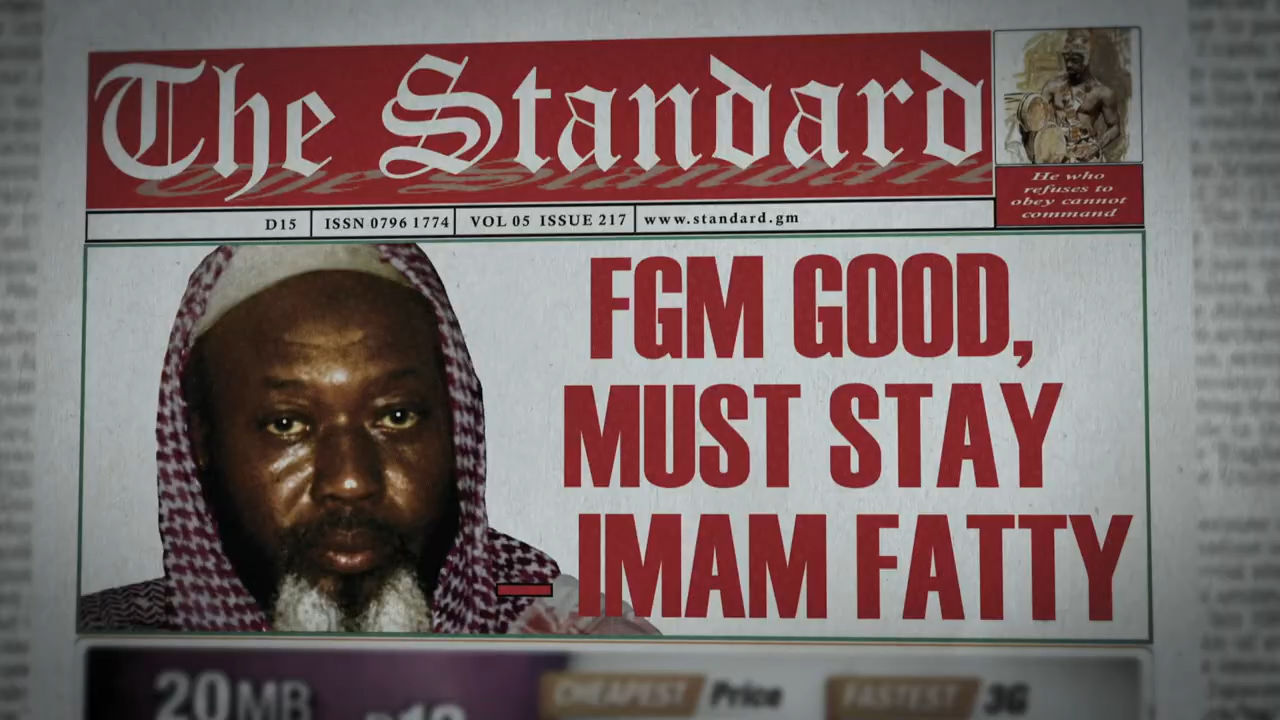 The Standard
He who
refuses to
obey cannot
command
D15
ISSN 0796 1774
VOL 05 ISSUE 217
www.standard.gm
FGM GOOD,
MUST STAY
IMAM FATTY
20MB
CHEAPEST Price
FASTEST 3G